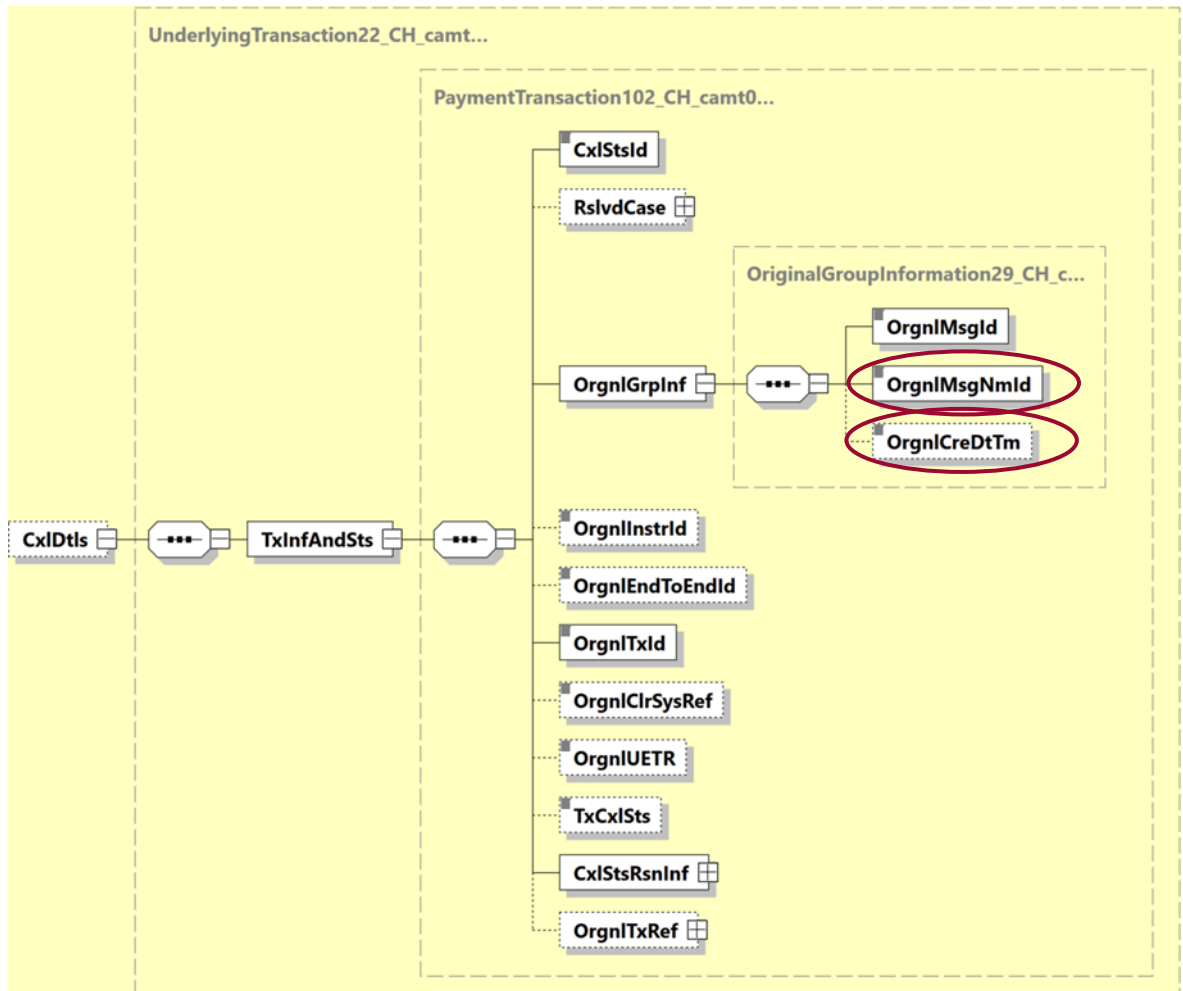 UnderlyingTransaction22_CH_camt...
PaymentTransaction102_CH_camt0...
CxlStsId
RslvdCase
OriginalGroupInformation29_CH_c...
OrgnlMsgId
OrgnlGrpInf
OrgnlMsgNmId
OrgnlCreDtTm
OrgnlInstrId
CxlDtls
TxInfAndSts
OrgnlEndToEndId
OrgnlTxId
OrgnlClrSysRef
OrgnlUETR
TxCxlSts
CxlStsRsnInf
OrgnlTxRef